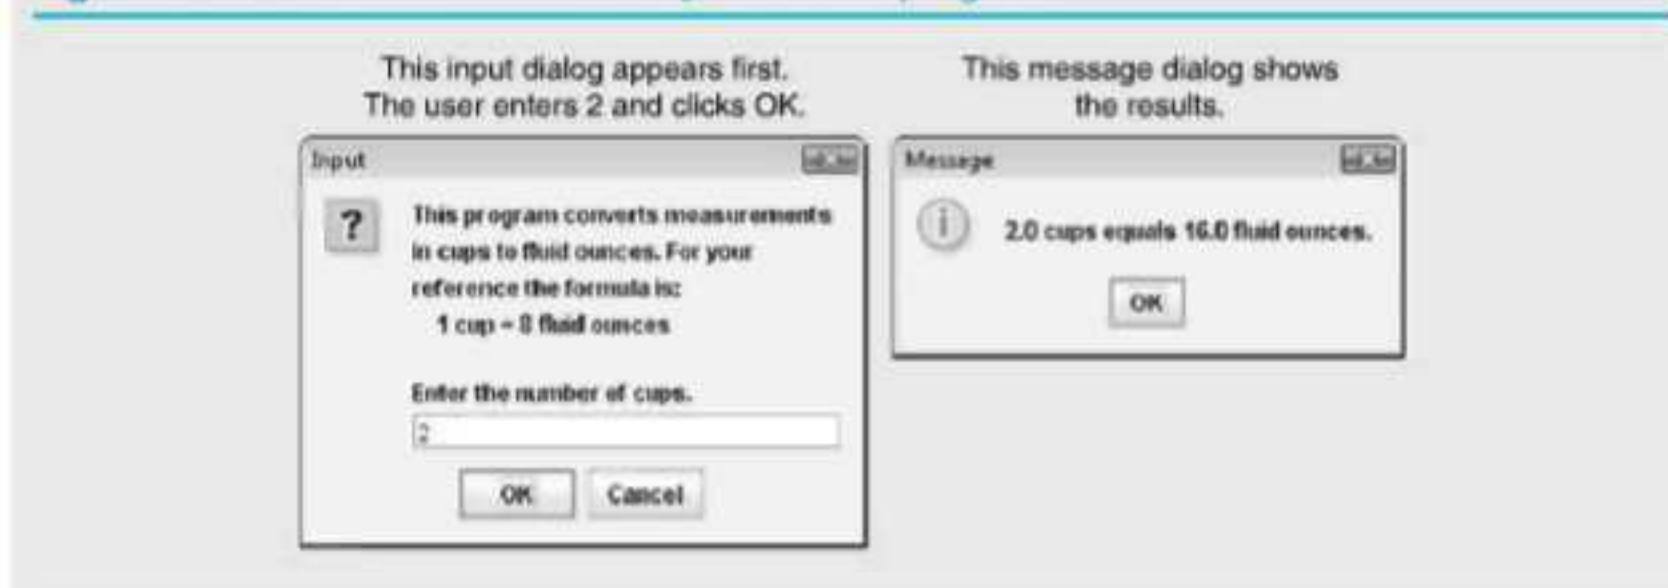 This input dialog appears first.
The user enters 2 and clicks OK.
Input
?
This program converts measurements
in cups to fluid ounces. For your
reference the formula is:
1 cup = 8 fluid ounces
Enter the number of cups.
2
OK
Cancel
This message dialog shows
the results.
Message
i
2.0 cups equals 16.0 fluid ounces.
OK